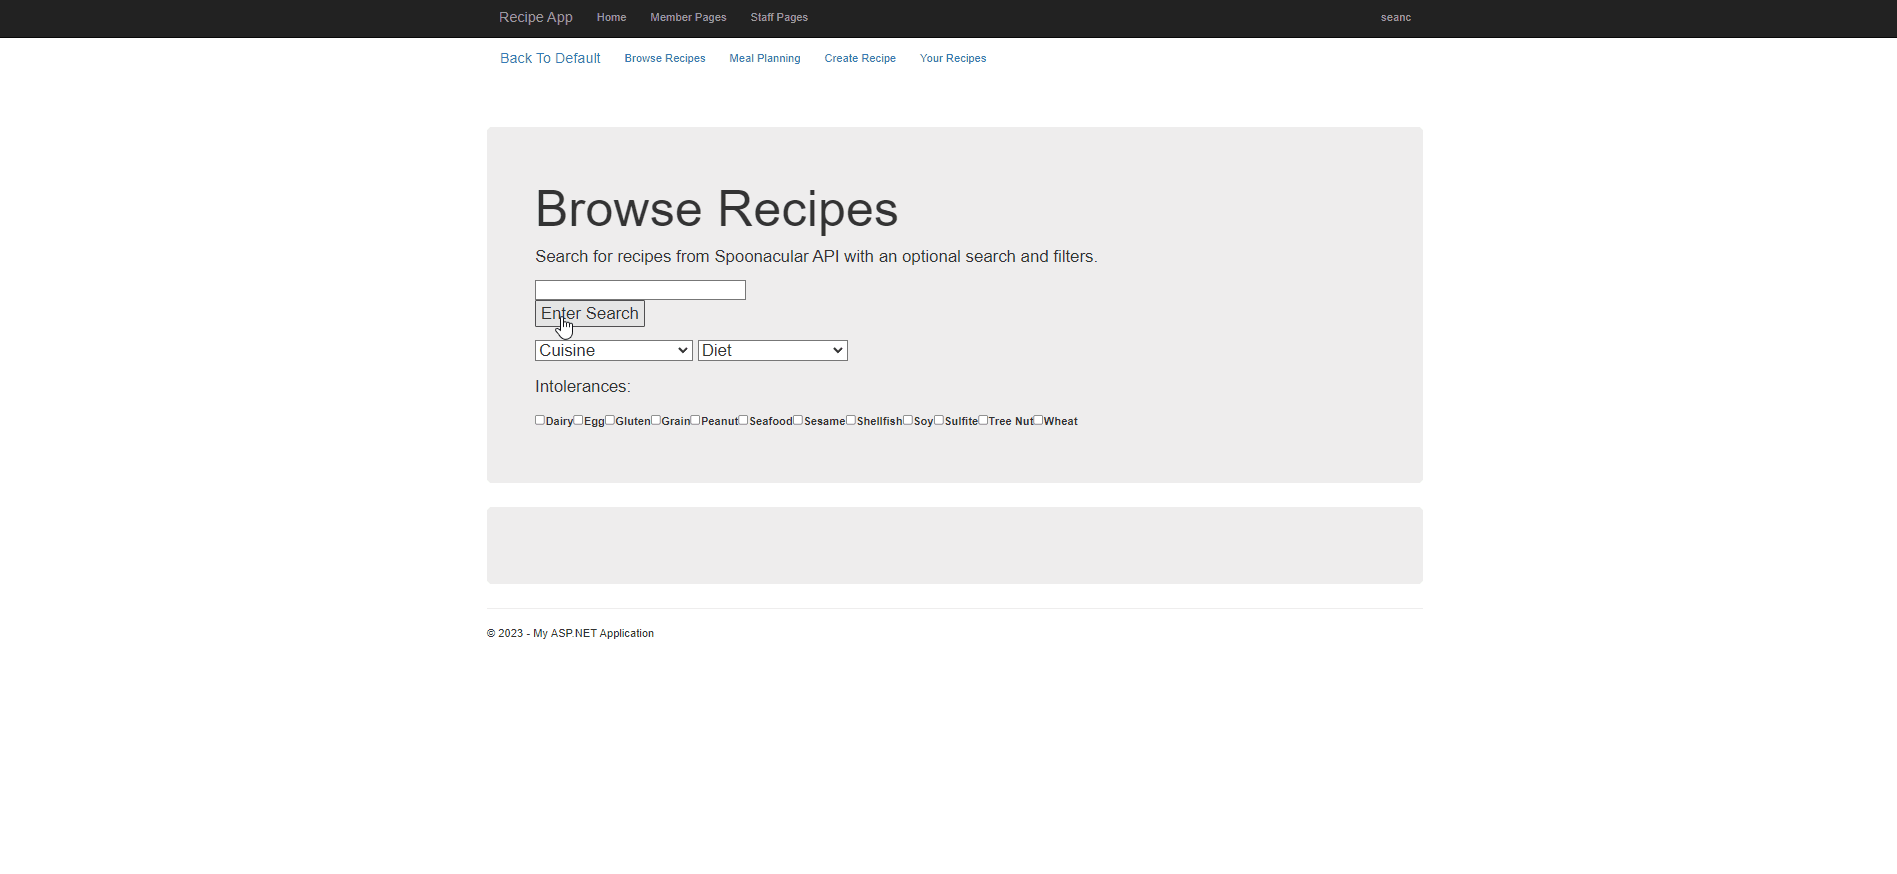 Recipe App Home Member Pages Staff Pages seanc
Back To Default Browse Recipes Meal Planning Create Recipe Your Recipes
Browse Recipes
Search for recipes from Spoonacular API with an optional search and filters.
Enter Search
Cuisine Diet
Intolerances:
Dairy Egg Gluten Grain Peanut Seafood Sesame Shellfish Soy Sulfite Tree Nut Wheat
© 2023 - My ASP.NET Application